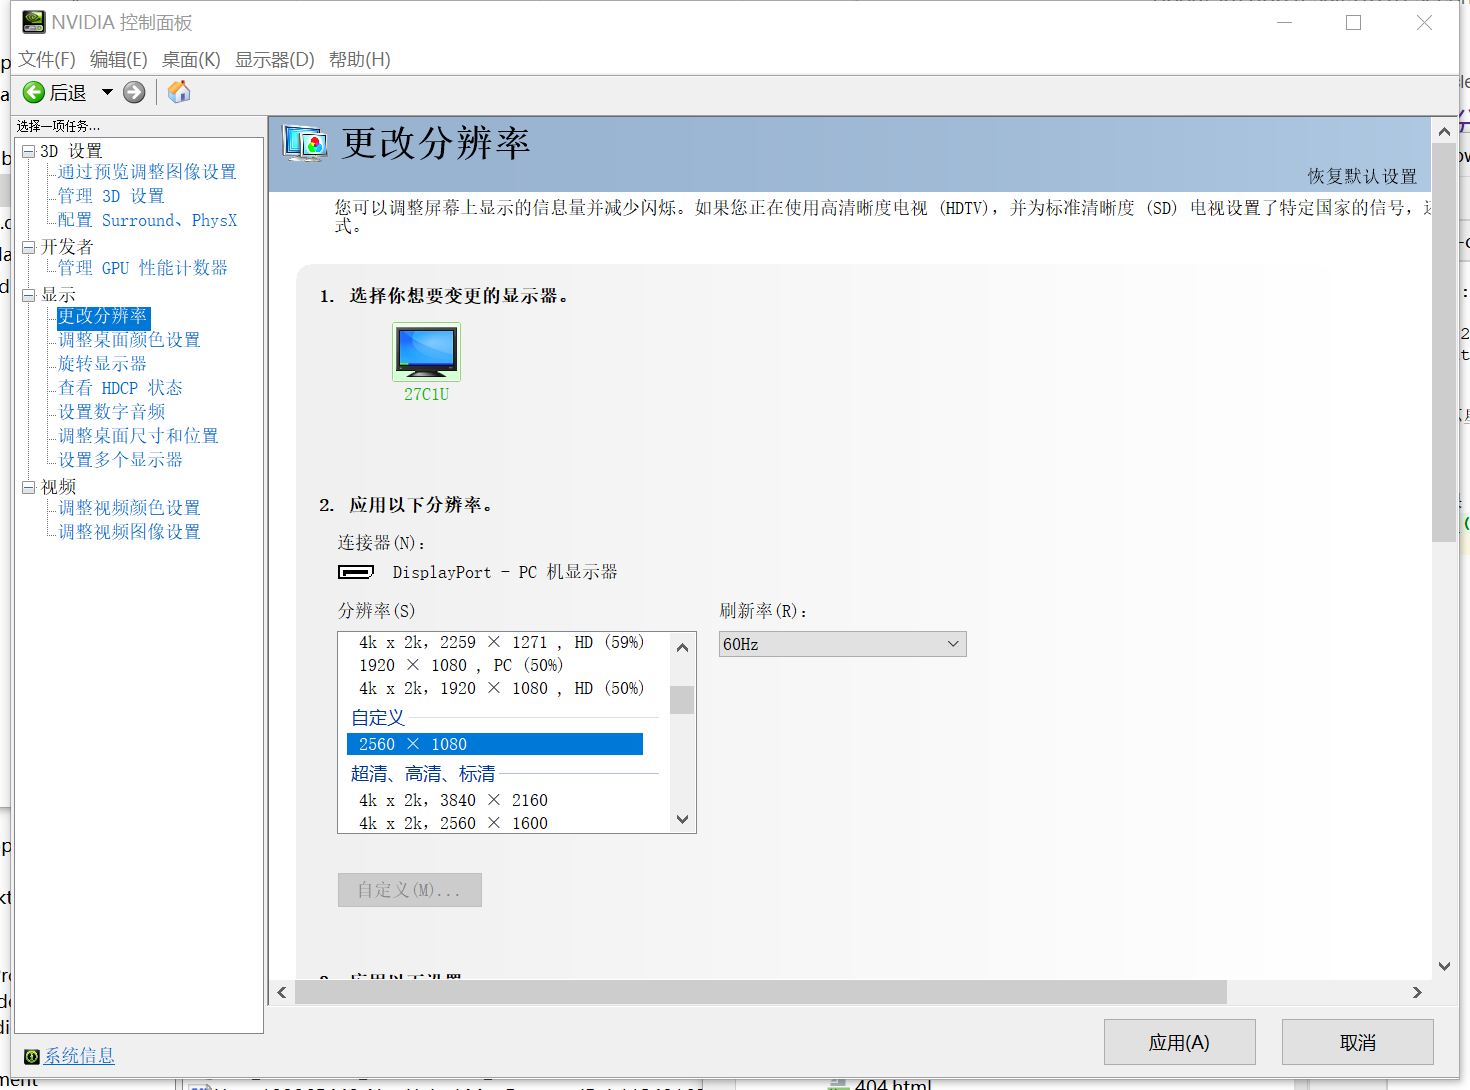 NVIDIA 控制面板
文件(F) 编辑(E) 桌面(K) 显示器(D) 帮助(H)
后退
选择一项任务...
3D 设置
通过预览调整图像设置
管理 3D 设置
配置 Surround、PhysX
开发者
管理 GPU 性能计数器
显示
更改分辨率
调整桌面颜色设置
旋转显示器
查看 HDCP 状态
设置数字音频
调整桌面尺寸和位置
设置多个显示器
视频
调整视频颜色设置
调整视频图像设置
系统信息
更改分辨率
恢复默认设置
您可以调整屏幕上显示的信息量并减少闪烁。如果您正在使用高清晰度电视 (HDTV)，并为标准清晰度 (SD) 电视设置了特定国家的信号，
式。
1. 选择你想要变更的显示器。
27C1U
2. 应用以下分辨率。
连接器(N)：
DisplayPort - PC 机显示器
分辨率(S)
刷新率(R)：
4k x 2k，2259 × 1271 , HD (59%)
60Hz
1920 × 1080 , PC (50%)
4k x 2k，1920 × 1080 , HD (50%)
自定义
2560 × 1080
超清、高清、标清
4k x 2k，3840 × 2160
4k x 2k，2560 × 1600
自定义(M)...
应用(A)
取消
404.html